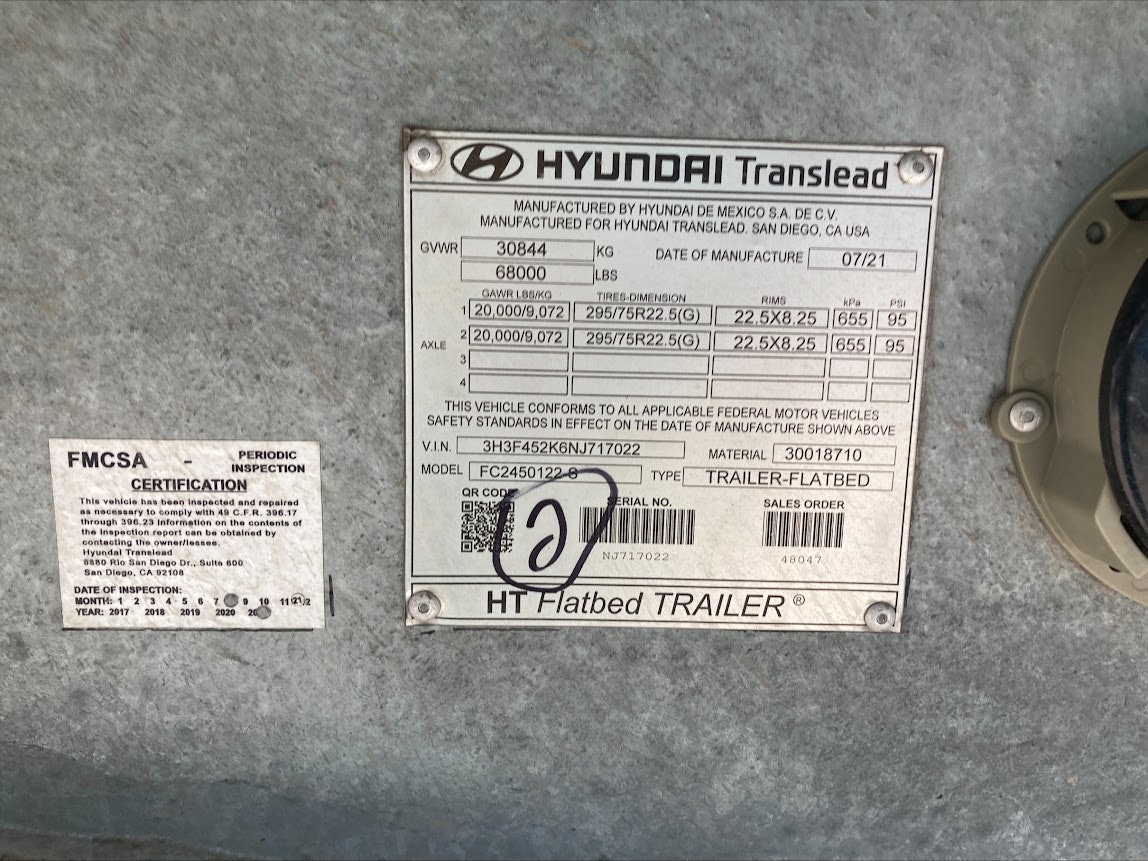 HYUNDAI Translead
MANUFACTURED BY HYUNDAI DE MEXICO S.A. DE C.V.
MANUFACTURED FOR HYUNDAI TRANSLEAD, SAN DIEGO, CA USA
GVWR 30844 KG DATE OF MANUFACTURE 07/21
68000 LBS
GAWR LBS/KG TIRES-DIMENSION RIMS kPa PSI
1 20,000/9,072 295/75R22.5(G) 22.5X8.25 655 95
AXLE 2 20,000/9,072 295/75R22.5(G) 22.5X8.25 655 95
3
4
THIS VEHICLE CONFORMS TO ALL APPLICABLE FEDERAL MOTOR VEHICLES
SAFETY STANDARDS IN EFFECT ON THE DATE OF MANUFACTURE SHOWN ABOVE
V.I.N. 3H3F452K6NJ717022 MATERIAL 30018710
MODEL FC2450122-S TYPE TRAILER-FLATBED
QR CODE SERIAL NO. SALES ORDER
NJ717022 48047
HT Flatbed TRAILER®
FMCSA - PERIODIC
INSPECTION
CERTIFICATION
This vehicle has been inspected and repaired
as necessary to comply with 49 C.F.R. 396.17
through 396.23 Information on the contents of
the inspection report can be obtained by
contacting the owner/lessee.
Hyundai Translead
8880 Rio San Diego Dr., Suite 600
San Diego, CA 92108
DATE OF INSPECTION:
MONTH: 1 2 3 4 5 6 7 9 10 11
YEAR: 2017 2018 2019 2020